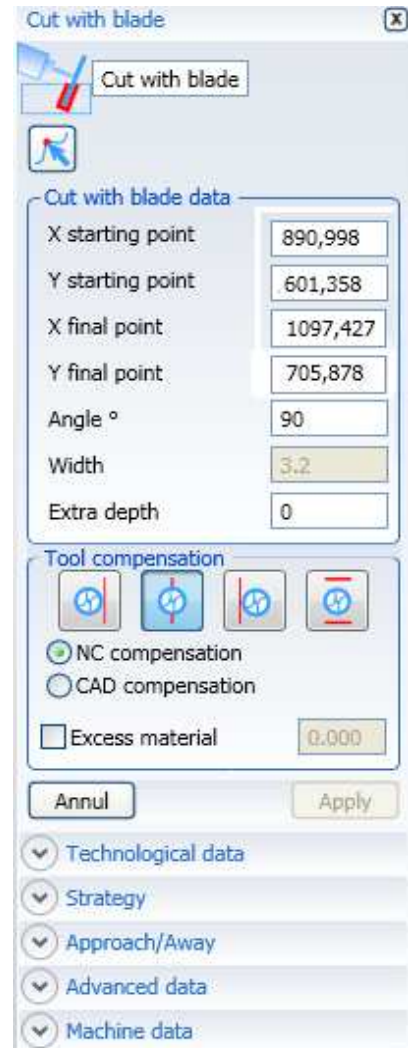 Cut with blade
Cut with blade
Cut with blade data
X starting point 890,998
Y starting point 601,358
X final point 1097,427
Y final point 705,878
Angle ° 90
Width 3.2
Extra depth 0
Tool compensation
NC compensation
CAD compensation
Excess material 0.000
Annul Apply
Technological data
Strategy
Approach/Away
Advanced data
Machine data